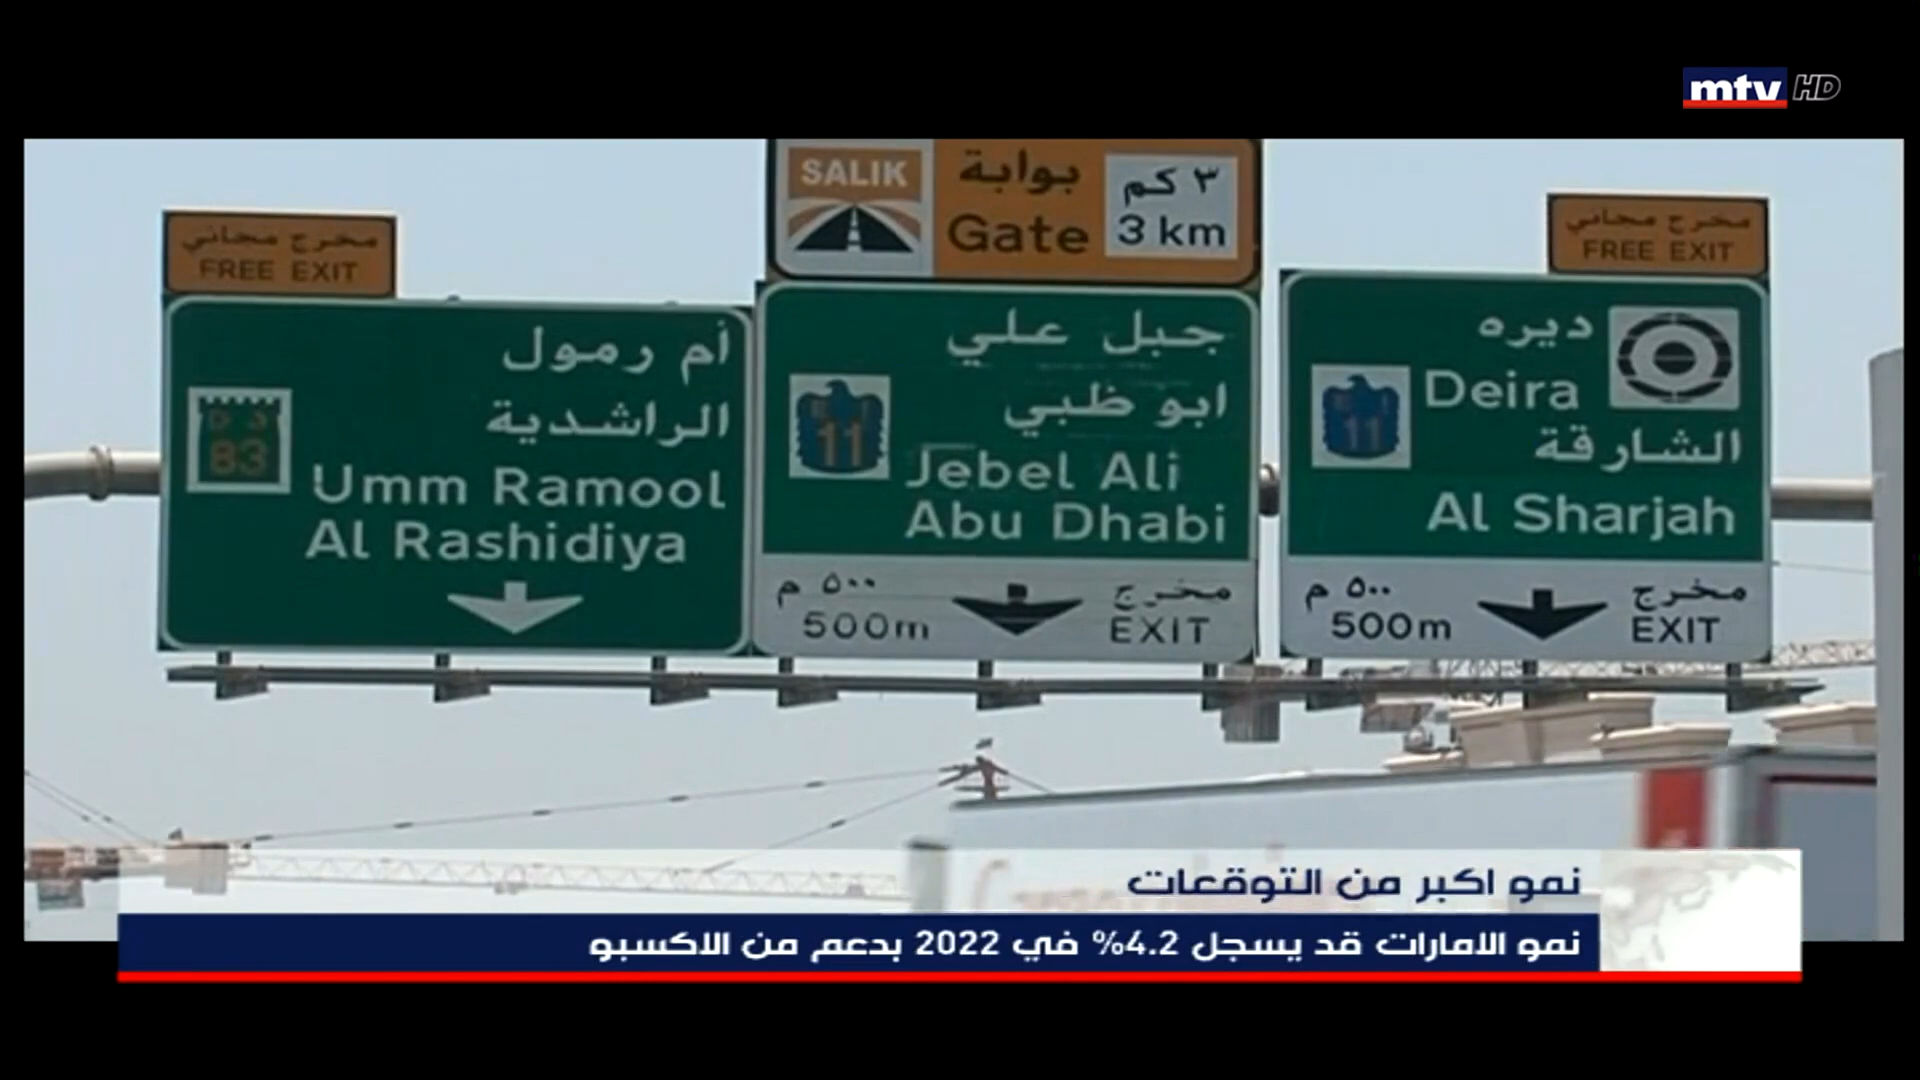 mtv HD
مخرج مجاني
FREE EXIT
أم رمول
الراشدية
D د
83
Umm Ramool
Al Rashidiya
SALIK
بوابة
Gate
٣ كم
3 km
جبل علي
ابو ظبي
11
Jebel Ali
Abu Dhabi
م ٥٠٠
500m
مخرج
EXIT
مخرج مجاني
FREE EXIT
ديره
Deira
11
الشارقة
Al Sharjah
م ٥٠٠
500m
مخرج
EXIT
نمو اكبر من التوقعات
نمو الامارات قد يسجل 4.2% في 2022 بدعم من الاكسبو